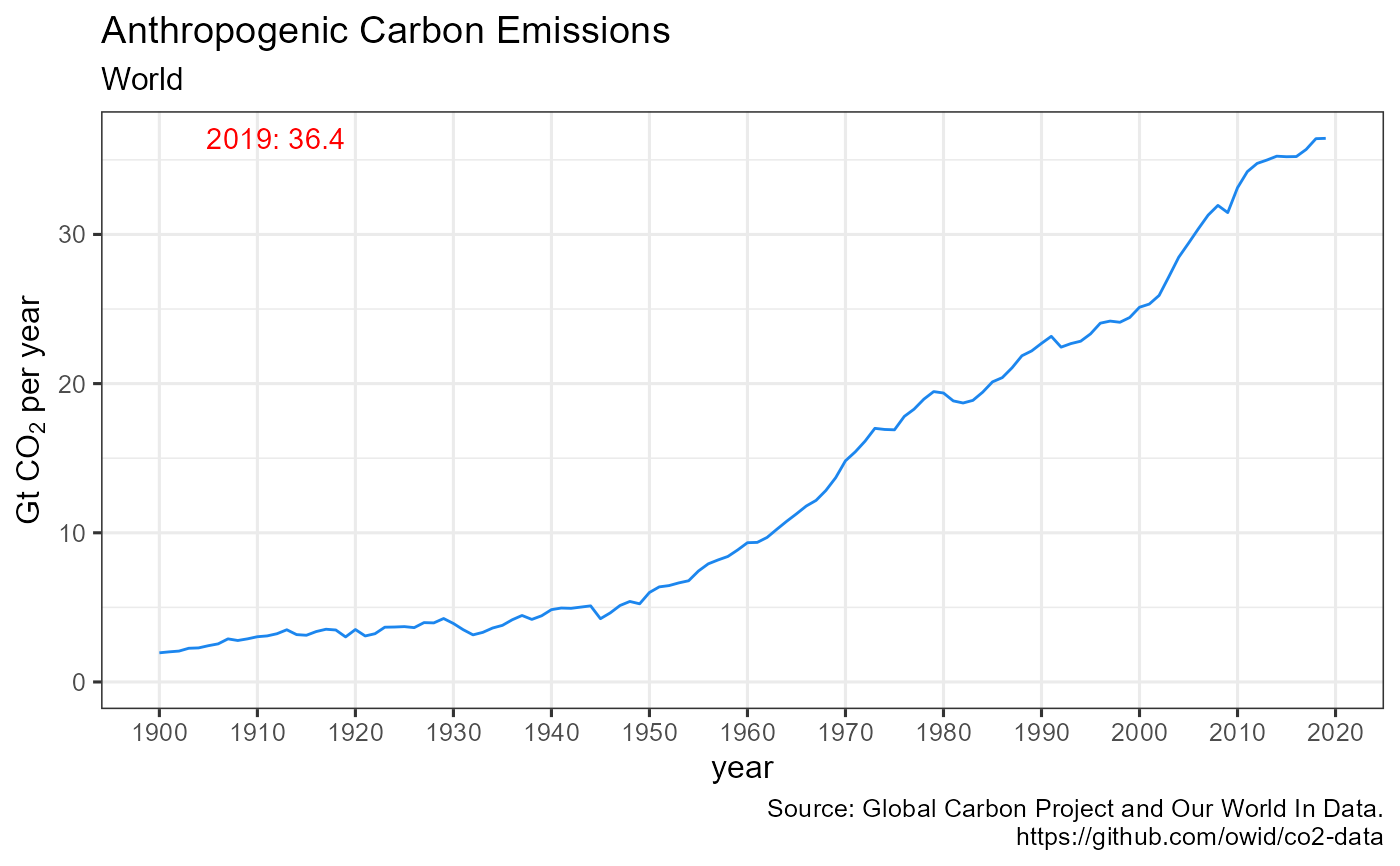 Anthropogenic Carbon Emissions
World
2019: 36.4
Gt CO₂ per year
30
20
10
0
1900 1910 1920 1930 1940 1950 1960 1970 1980 1990 2000 2010 2020
year
Source: Global Carbon Project and Our World In Data.
https://github.com/owid/co2-data